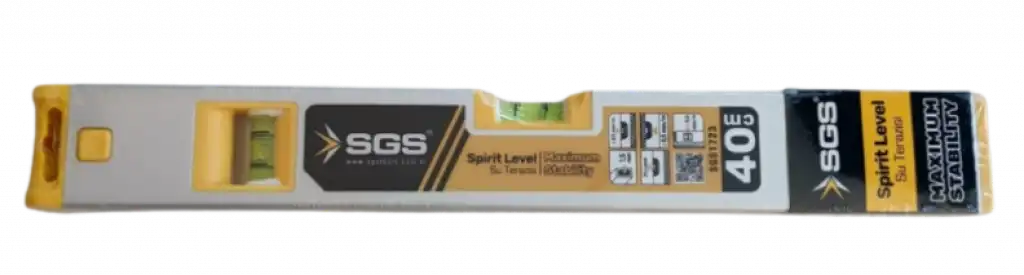 SGS
Spirit Level
Su Terazisi
Maximum
Stability
SGS1723
40 CM
SGS
Spirit Level
Su Terazisi
MAXIMUM
STABILITY